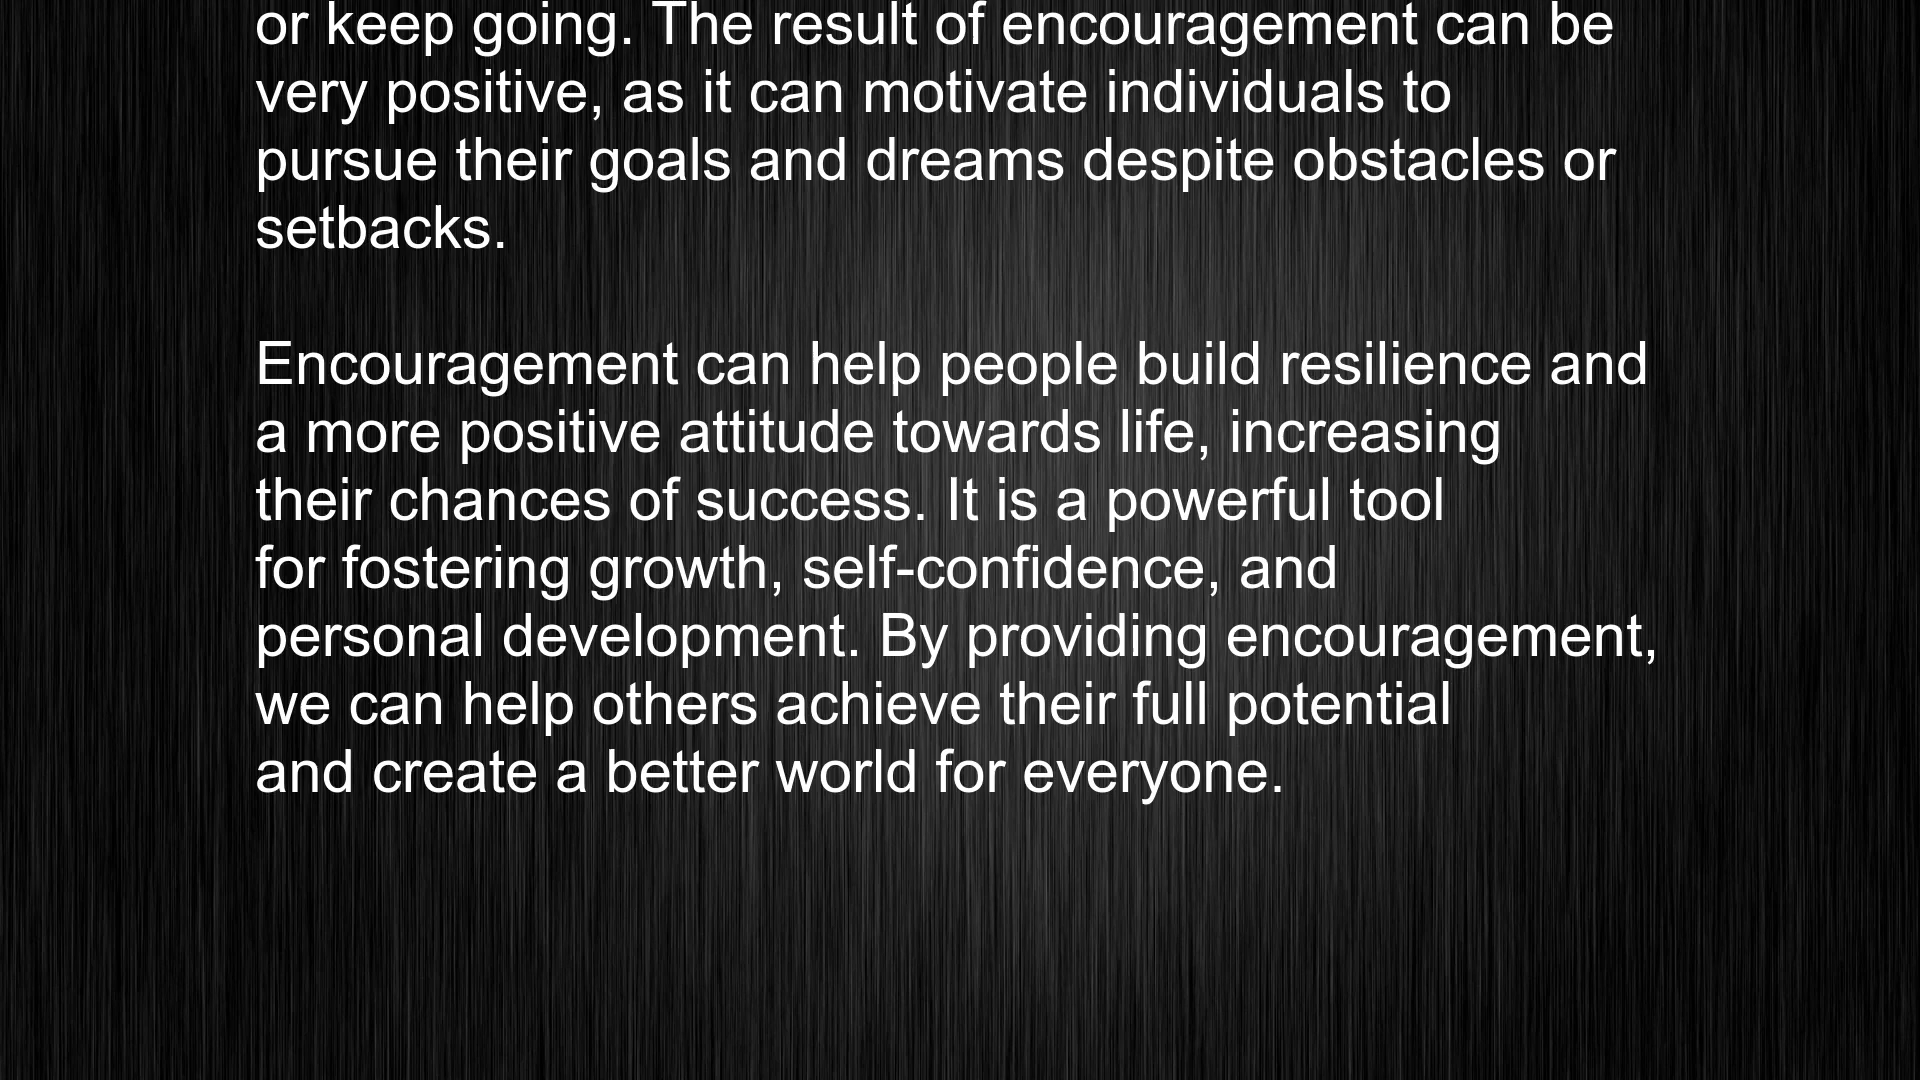 or keep going. The result of encouragement can be
very positive, as it can motivate individuals to
pursue their goals and dreams despite obstacles or
setbacks.
Encouragement can help people build resilience and
a more positive attitude towards life, increasing
their chances of success. It is a powerful tool
for fostering growth, self-confidence, and
personal development. By providing encouragement,
we can help others achieve their full potential
and create a better world for everyone.